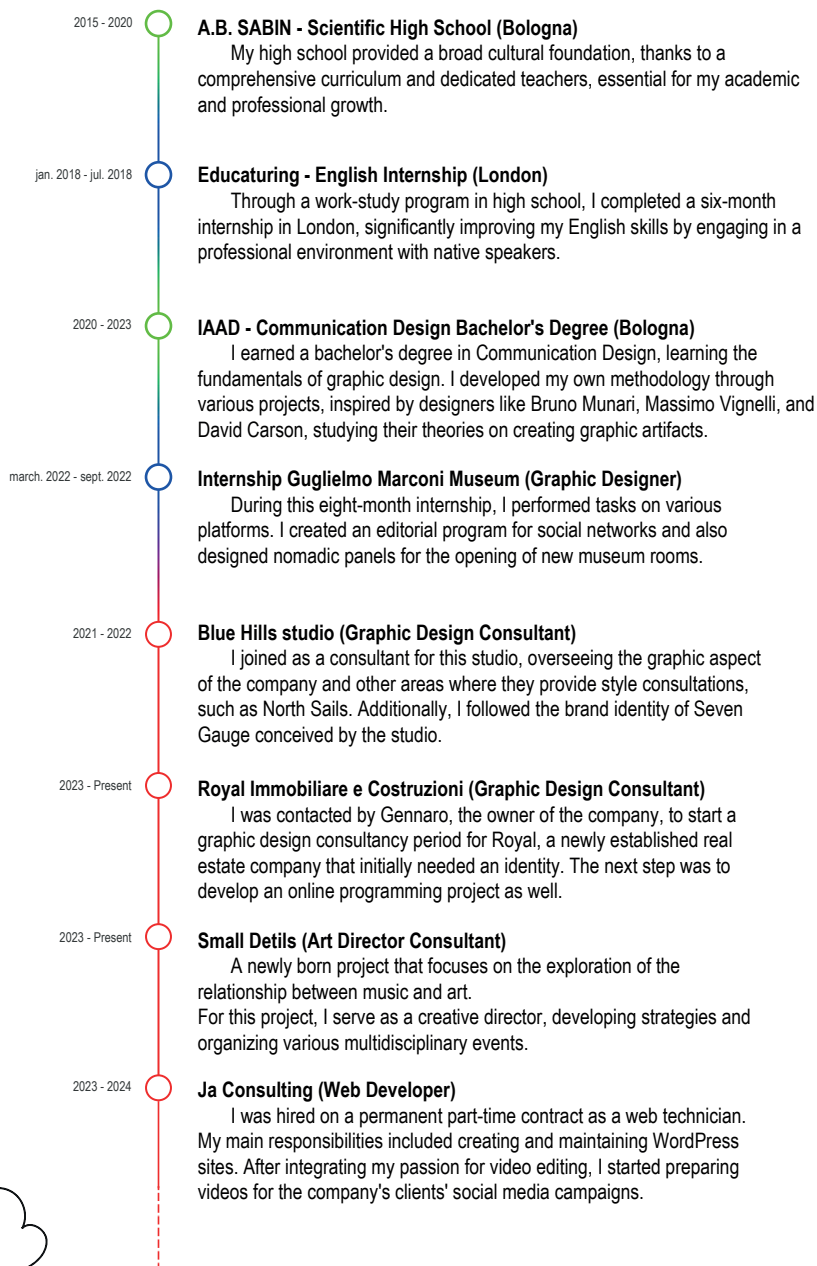 2015 - 2020
A.B. SABIN - Scientific High School (Bologna)
My high school provided a broad cultural foundation, thanks to a
comprehensive curriculum and dedicated teachers, essential for my academic
and professional growth.
jan. 2018 - jul. 2018
Educaturing - English Internship (London)
Through a work-study program in high school, I completed a six-month
internship in London, significantly improving my English skills by engaging in a
professional environment with native speakers.
2020 - 2023
IAAD - Communication Design Bachelor's Degree (Bologna)
I earned a bachelor's degree in Communication Design, learning the
fundamentals of graphic design. I developed my own methodology through
various projects, inspired by designers like Bruno Munari, Massimo Vignelli, and
David Carson, studying their theories on creating graphic artifacts.
march. 2022 - sept. 2022
Internship Guglielmo Marconi Museum (Graphic Designer)
During this eight-month internship, I performed tasks on various
platforms. I created an editorial program for social networks and also
designed nomadic panels for the opening of new museum rooms.
2021 - 2022
Blue Hills studio (Graphic Design Consultant)
I joined as a consultant for this studio, overseeing the graphic aspect
of the company and other areas where they provide style consultations,
such as North Sails. Additionally, I followed the brand identity of Seven
Gauge conceived by the studio.
2023 - Present
Royal Immobiliare e Costruzioni (Graphic Design Consultant)
I was contacted by Gennaro, the owner of the company, to start a
graphic design consultancy period for Royal, a newly established real
estate company that initially needed an identity. The next step was to
develop an online programming project as well.
2023 - Present
Small Detils (Art Director Consultant)
A newly born project that focuses on the exploration of the
relationship between music and art.
For this project, I serve as a creative director, developing strategies and
organizing various multidisciplinary events.
2023 - 2024
Ja Consulting (Web Developer)
I was hired on a permanent part-time contract as a web technician.
My main responsibilities included creating and maintaining WordPress
sites. After integrating my passion for video editing, I started preparing
videos for the company's clients' social media campaigns.